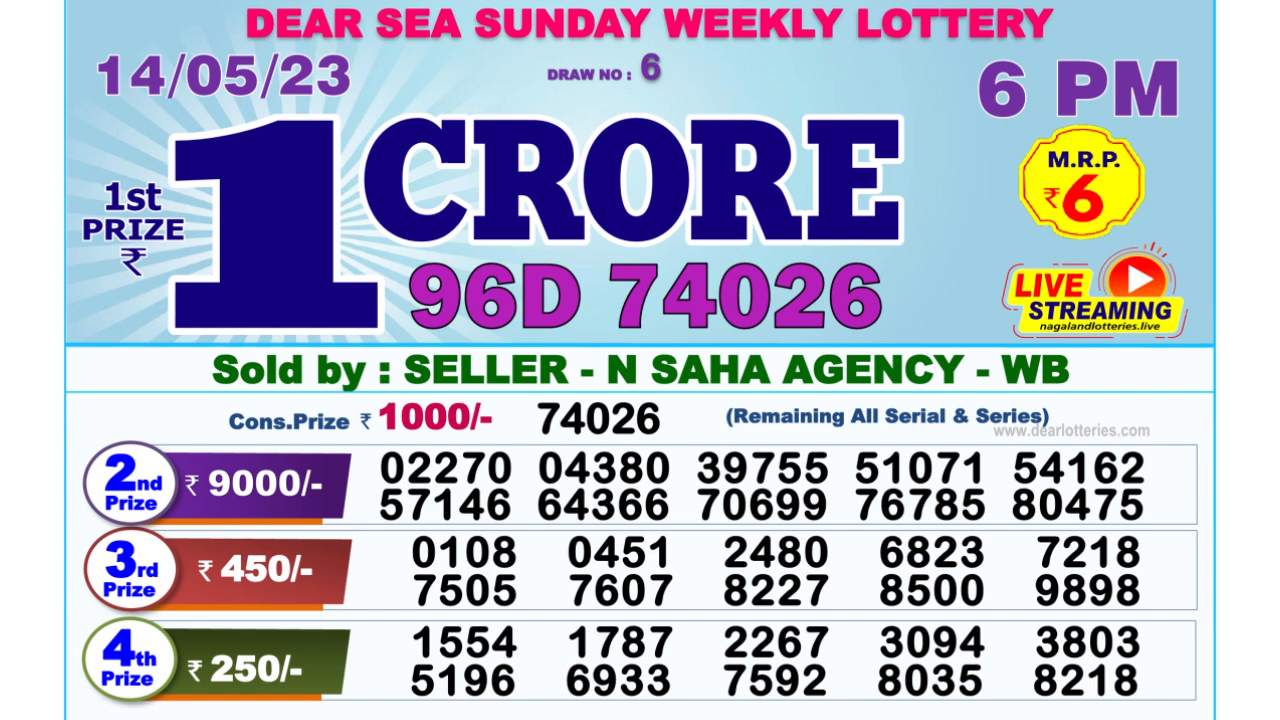 DEAR SEA SUNDAY WEEKLY LOTTERY
14/05/23
DRAW NO : 6
6 PM
1st
PRIZE
₹
1 CRORE
96D 74026
M.R.P.
₹6
LIVE
STREAMING
nagalandlotteries.live
Sold by : SELLER - N SAHA AGENCY - WB
Cons.Prize ₹ 1000/- 74026 (Remaining All Serial & Series)
www.dearlotteries.com
2nd Prize ₹ 9000/-
02270 04380 39755 51071 54162
57146 64366 70699 76785 80475
3rd Prize ₹ 450/-
0108 0451 2480 6823 7218
7505 7607 8227 8500 9898
4th Prize ₹ 250/-
1554 1787 2267 3094 3803
5196 6933 7592 8035 8218